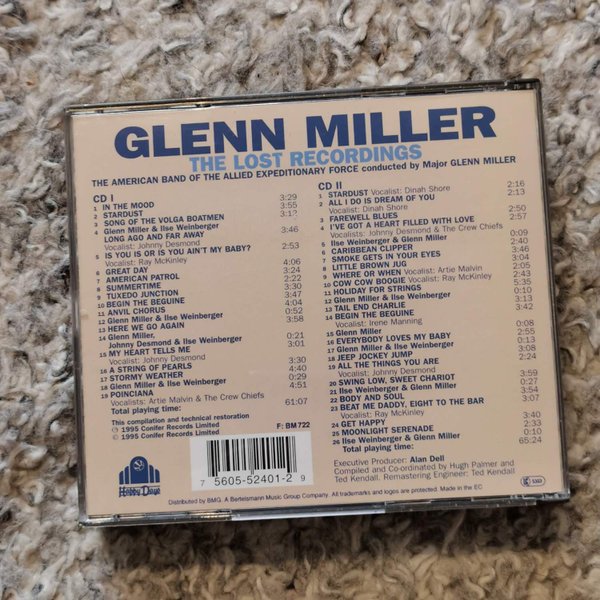 GLENN MILLER
THE LOST RECORDINGS
THE AMERICAN BAND OF THE ALLIED EXPEDITIONARY FORCE conducted by Major GLENN MILLER
CD I
1 IN THE MOOD 3:29
2 STARDUST 3:55
3 SONG OF THE VOLGA BOATMEN 3:12
4 Glenn Miller & Ilse Weinberger
LONG AGO AND FAR AWAY 3:46
Vocalist: Johnny Desmond
5 IS YOU IS OR IS YOU AIN'T MY BABY? 2:53
Vocalist: Ray McKinley
6 GREAT DAY 4:06
7 AMERICAN PATROL 3:24
8 SUMMERTIME 2:22
9 TUXEDO JUNCTION 3:30
10 BEGIN THE BEGUINE 3:47
11 ANVIL CHORUS 4:04
12 Glenn Miller & Ilse Weinberger 0:52
13 HERE WE GO AGAIN 3:58
14 Glenn Miller,
Johnny Desmond & Ilse Weinberger 0:21
15 MY HEART TELLS ME 3:01
Vocalist: Johnny Desmond
16 A STRING OF PEARLS 3:30
17 STORMY WEATHER 4:40
18 Glenn Miller & Ilse Weinberger 0:29
19 POINCIANA 4:51
Vocalists: Artie Malvin & The Crew Chiefs
Total playing time: 61:07
CD II
1 STARDUST Vocalist: Dinah Shore 2:16
2 ALL I DO IS DREAM OF YOU 2:13
Vocalist: Dinah Shore
3 FAREWELL BLUES 2:50
4 I'VE GOT A HEART FILLED WITH LOVE 2:57
Vocalists: Johnny Desmond & The Crew Chiefs
5 Ilse Weinberger & Glenn Miller 0:09
6 CARIBBEAN CLIPPER 2:40
7 SMOKE GETS IN YOUR EYES 3:04
8 LITTLE BROWN JUG 2:05
9 WHERE OR WHEN Vocalist: Artie Malvin 2:31
10 COW COW BOOGIE Vocalist: Ray McKinley 2:37
11 HOLIDAY FOR STRINGS 5:35
12 Glenn Miller & Ilse Weinberger 0:10
13 TAIL END CHARLIE 3:42
14 BEGIN THE BEGUINE
Vocalist: Irene Manning
15 Glenn Miller 0:08
16 EVERYBODY LOVES MY BABY 2:55
17 Glenn Miller & Ilse Weinberger 0:13
18 JEEP JOCKEY JUMP 3:08
19 ALL THE THINGS YOU ARE 2:04
Vocalist: Johnny Desmond
20 SWING LOW, SWEET CHARIOT 3:59
21 Ilse Weinberger & Glenn Miller 0:27
22 BODY AND SOUL 3:54
23 BEAT ME DADDY, EIGHT TO THE BAR 3:07
Vocalist: Ray McKinley
24 GET HAPPY 3:40
25 MOONLIGHT SERENADE 2:33
26 Ilse Weinberger & Glenn Miller 0:10
Total playing time: 65:24
This compilation and technical restoration
℗ 1995 Conifer Records Limited
© 1995 Conifer Records Limited
F: BM 722
Executive Producer: Alan Dell
Compiled and Co-ordinated by Hugh Palmer and
Ted Kendall. Remastering Engineer: Ted Kendall
7 5605-52401-2 9
Happy Days
Distributed by BMG. A Bertelsmann Music Group Company. All trademarks and logos are protected. Made in the EC